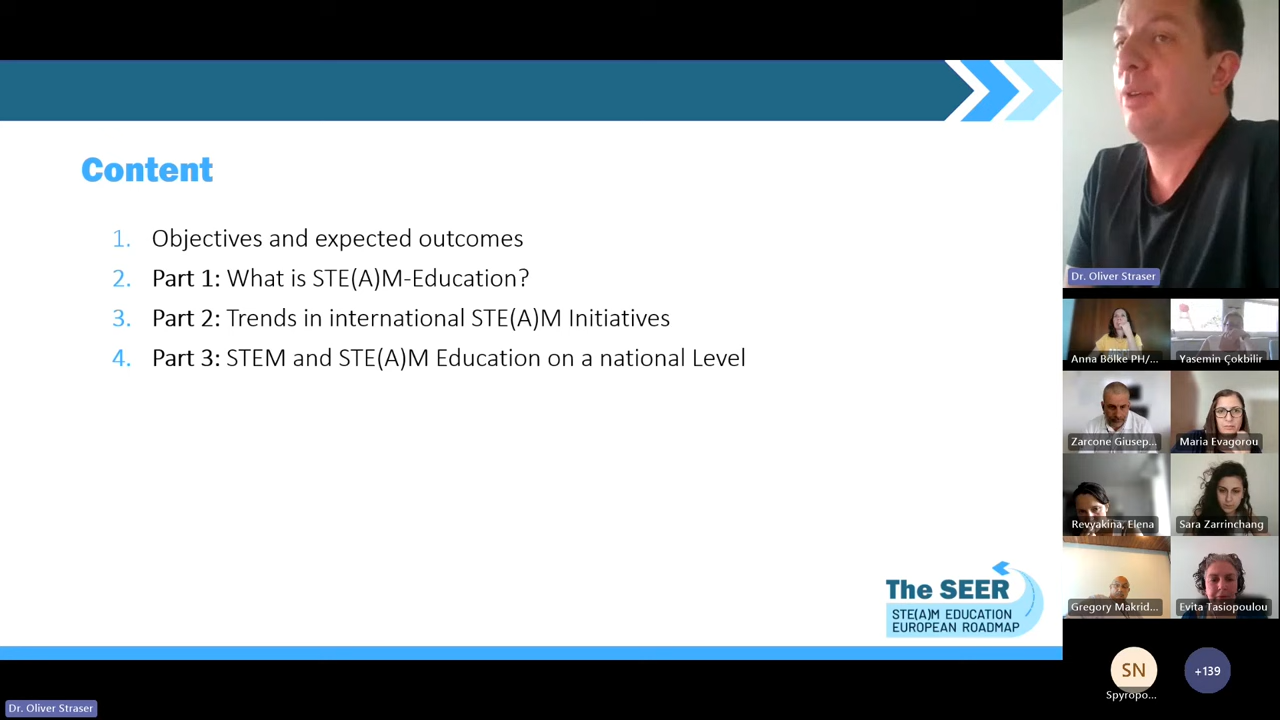 Content
1. Objectives and expected outcomes
2. Part 1: What is STE(A)M-Education?
3. Part 2: Trends in international STE(A)M Initiatives
4. Part 3: STEM and STE(A)M Education on a national Level
The SEER
STE(A)M EDUCATION
EUROPEAN ROADMAP
Dr. Oliver Straser
Dr. Oliver Straser
Anna Bölke PH/...
Yasemin Çokbilir
Zarcone Giusep...
Maria Evagorou
Revyakina, Elena
Sara Zarrinchang
Gregory Makrid...
Evita Tasiopoulou
SN
Spyropo...
+139